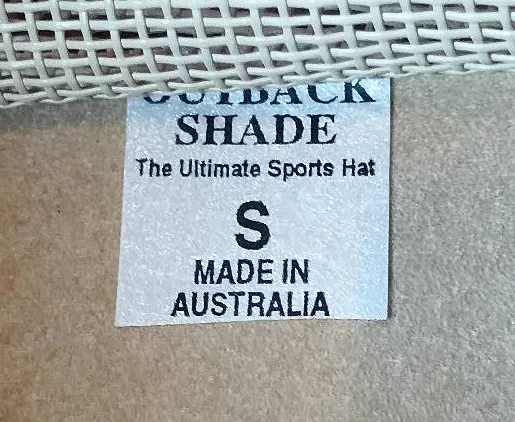 OUTBACK
SHADE
The Ultimate Sports Hat
S
MADE IN
AUSTRALIA